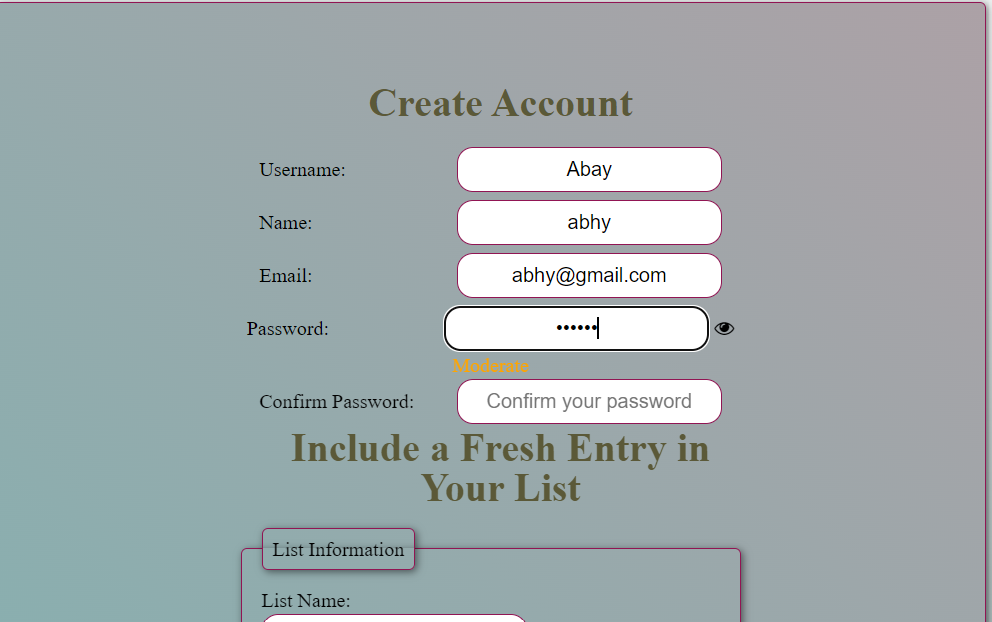 Create Account
Username: Abay
Name: abhy
Email: abhy@gmail.com
Password: ••••••
Moderate
Confirm Password: Confirm your password
Include a Fresh Entry in
Your List
List Information
List Name: